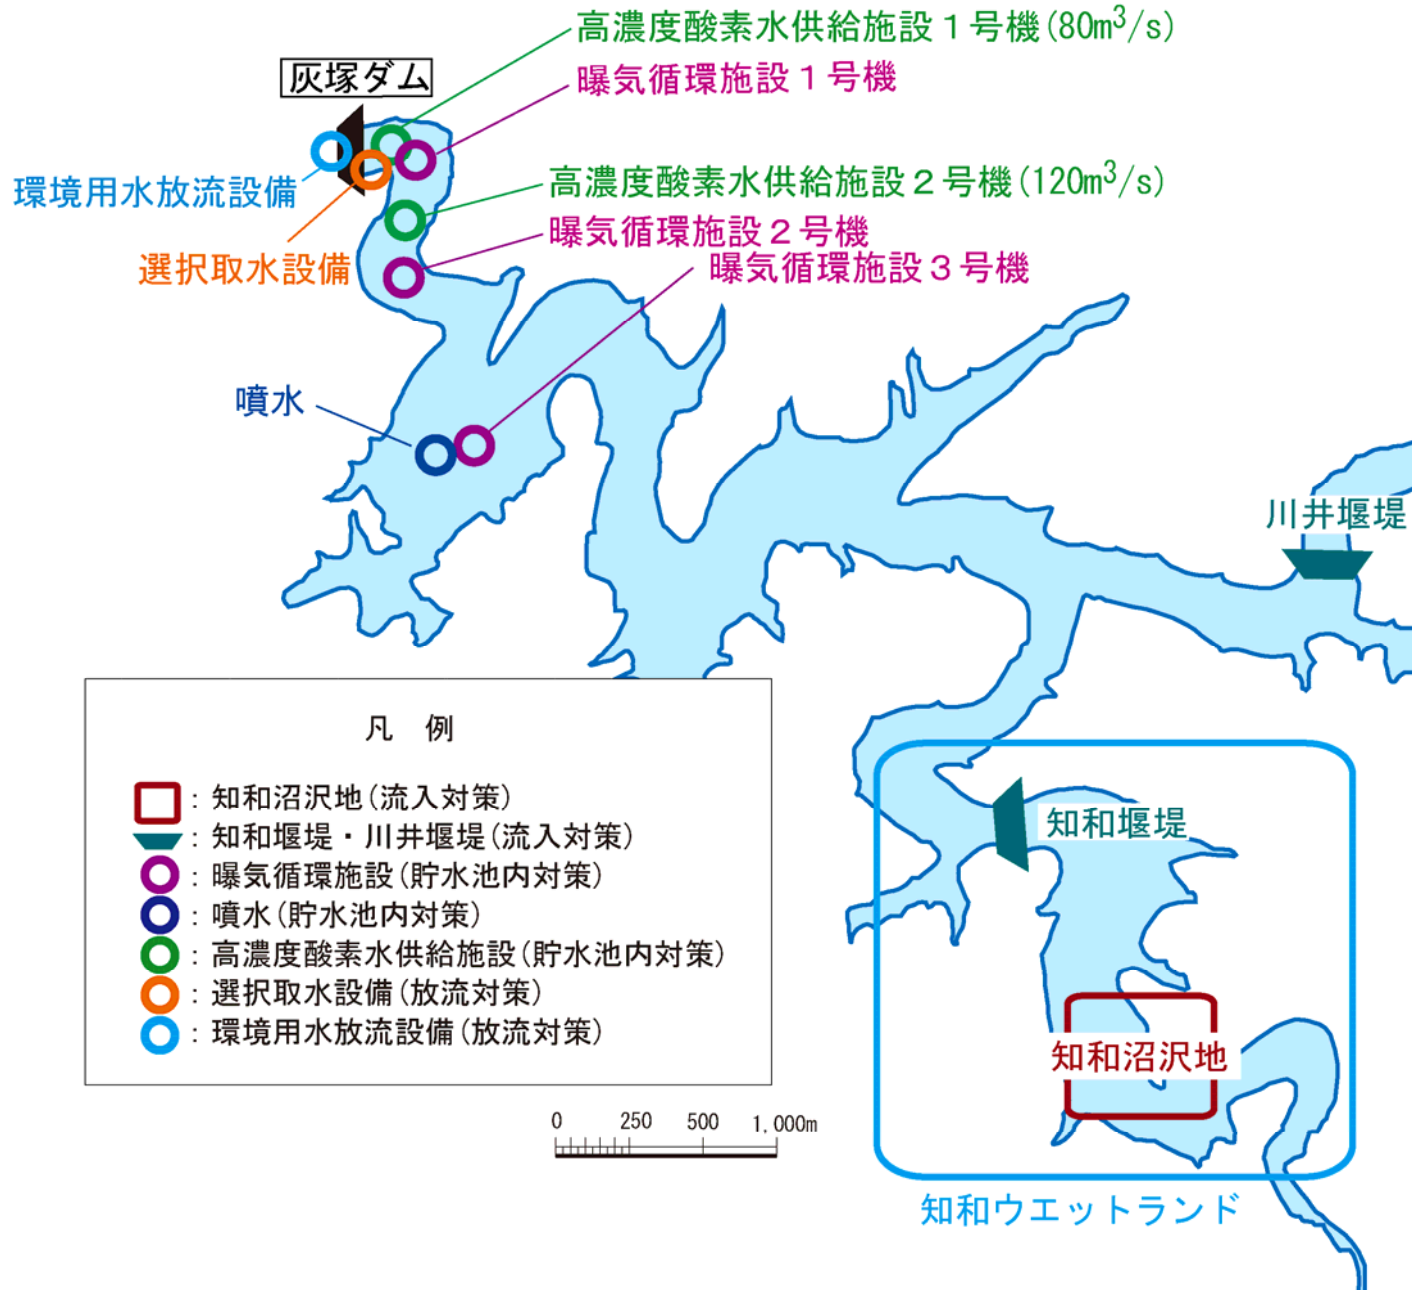 高濃度酸素水供給施設１号機(80m³/s)
灰塚ダム
曝気循環施設１号機
環境用水放流設備
高濃度酸素水供給施設２号機(120m³/s)
曝気循環施設２号機
選択取水設備
曝気循環施設３号機
噴水
川井堰堤
凡　例
：知和沼沢地(流入対策)
：知和堰堤・川井堰堤(流入対策)
：曝気循環施設(貯水池内対策)
：噴水(貯水池内対策)
：高濃度酸素水供給施設(貯水池内対策)
：選択取水設備(放流対策)
：環境用水放流設備(放流対策)
知和堰堤
知和沼沢地
0 250 500 1,000m
知和ウエットランド